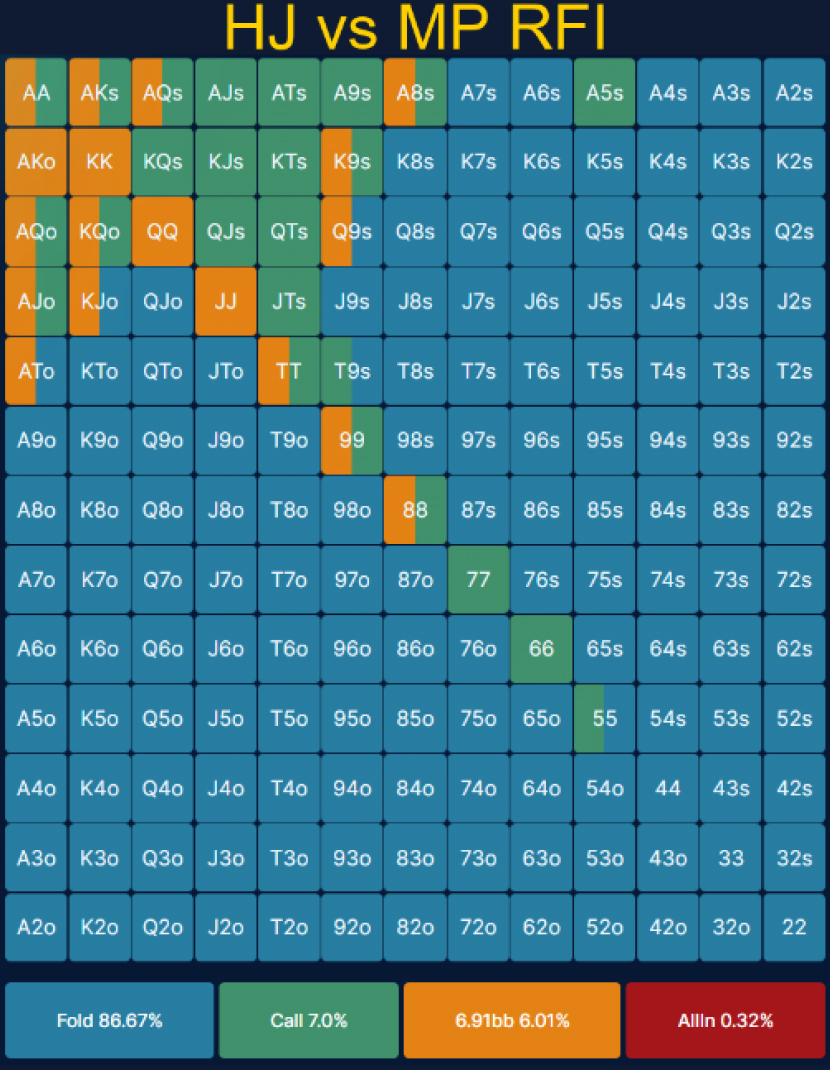 HJ vs MP RFI
AA AKs AQs AJs ATs A9s A8s A7s A6s A5s A4s A3s A2s
AKo KK KQs KJs KTs K9s K8s K7s K6s K5s K4s K3s K2s
AQo KQo QQ QJs QTs Q9s Q8s Q7s Q6s Q5s Q4s Q3s Q2s
AJo KJo QJo JJ JTs J9s J8s J7s J6s J5s J4s J3s J2s
ATo KTo QTo JTo TT T9s T8s T7s T6s T5s T4s T3s T2s
A9o K9o Q9o J9o T9o 99 98s 97s 96s 95s 94s 93s 92s
A8o K8o Q8o J8o T8o 98o 88 87s 86s 85s 84s 83s 82s
A7o K7o Q7o J7o T7o 97o 87o 77 76s 75s 74s 73s 72s
A6o K6o Q6o J6o T6o 96o 86o 76o 66 65s 64s 63s 62s
A5o K5o Q5o J5o T5o 95o 85o 75o 65o 55 54s 53s 52s
A4o K4o Q4o J4o T4o 94o 84o 74o 64o 54o 44 43s 42s
A3o K3o Q3o J3o T3o 93o 83o 73o 63o 53o 43o 33 32s
A2o K2o Q2o J2o T2o 92o 82o 72o 62o 52o 42o 32o 22
Fold 86.67% Call 7.0% 6.91bb 6.01% AllIn 0.32%